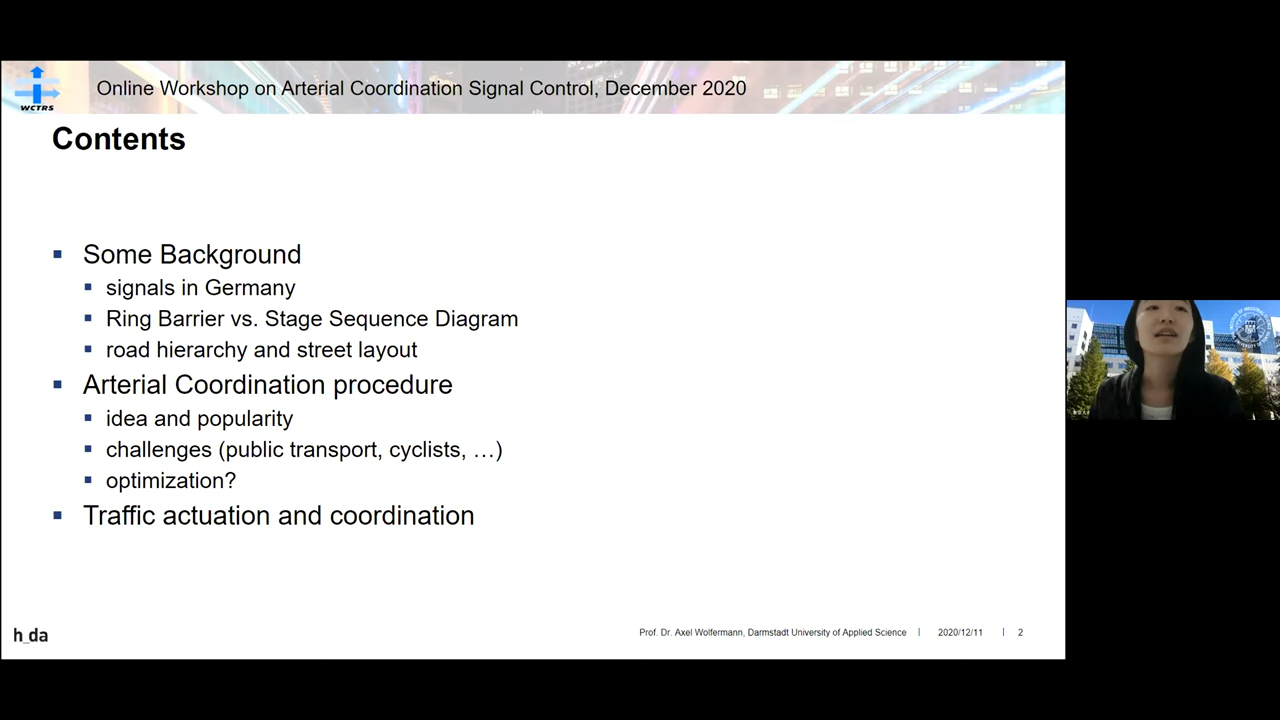 WCTRS
Online Workshop on Arterial Coordination Signal Control, December 2020
Contents
Some Background
signals in Germany
Ring Barrier vs. Stage Sequence Diagram
road hierarchy and street layout
Arterial Coordination procedure
idea and popularity
challenges (public transport, cyclists, …)
optimization?
Traffic actuation and coordination
h_da
Prof. Dr. Axel Wolfermann, Darmstadt University of Applied Science | 2020/12/11 | 2